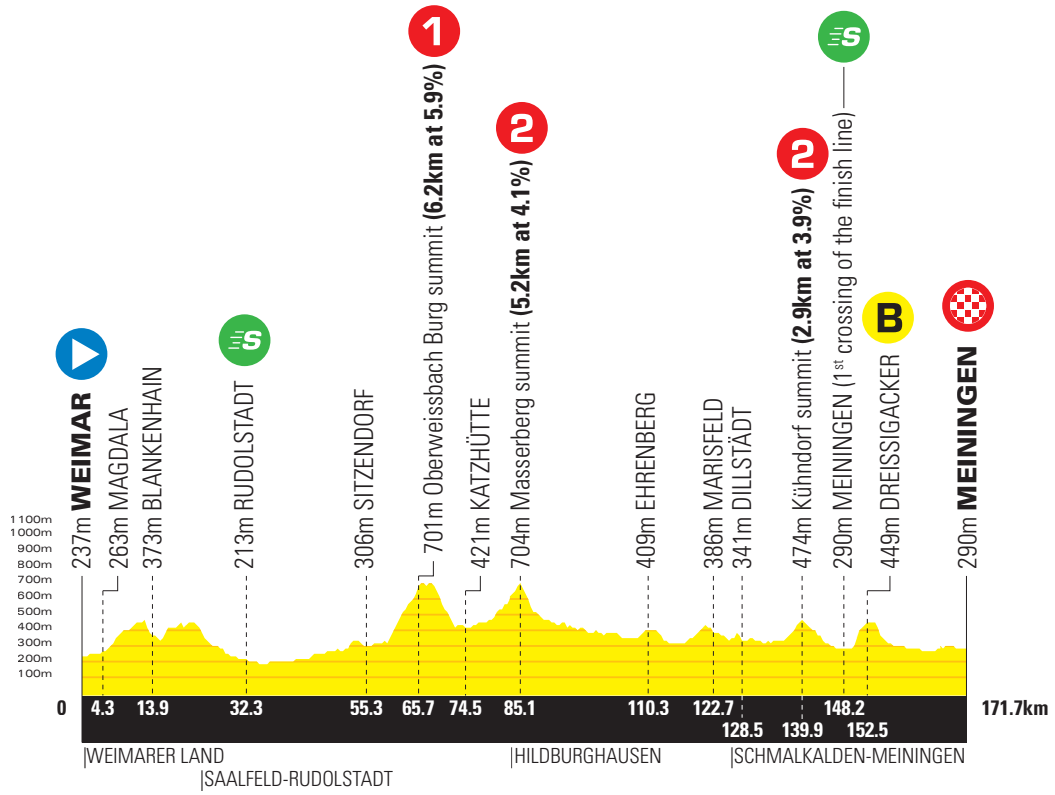 1
S
2
2
B
237m WEIMAR
263m MAGDALA
373m BLANKENHAIN
213m RUDOLSTADT
306m SITZENDORF
701m Oberweissbach Burg summit (6.2km at 5.9%)
421m KATZHÜTTE
704m Masserberg summit (5.2km at 4.1%)
409m EHRENBERG
386m MARISFELD
341m DILLSTÄDT
474m Kühndorf summit (2.9km at 3.9%)
290m MEININGEN (1st crossing of the finish line)
449m DREISSIGACKER
290m MEININGEN
S
1100m
1000m
900m
800m
700m
600m
500m
400m
300m
200m
100m
0 4.3 13.9 32.3 55.3 65.7 74.5 85.1 110.3 122.7 148.2 171.7km
128.5 139.9 152.5
|WEIMARER LAND |HILDBURGHAUSEN |SCHMALKALDEN-MEININGEN
|SAALFELD-RUDOLSTADT